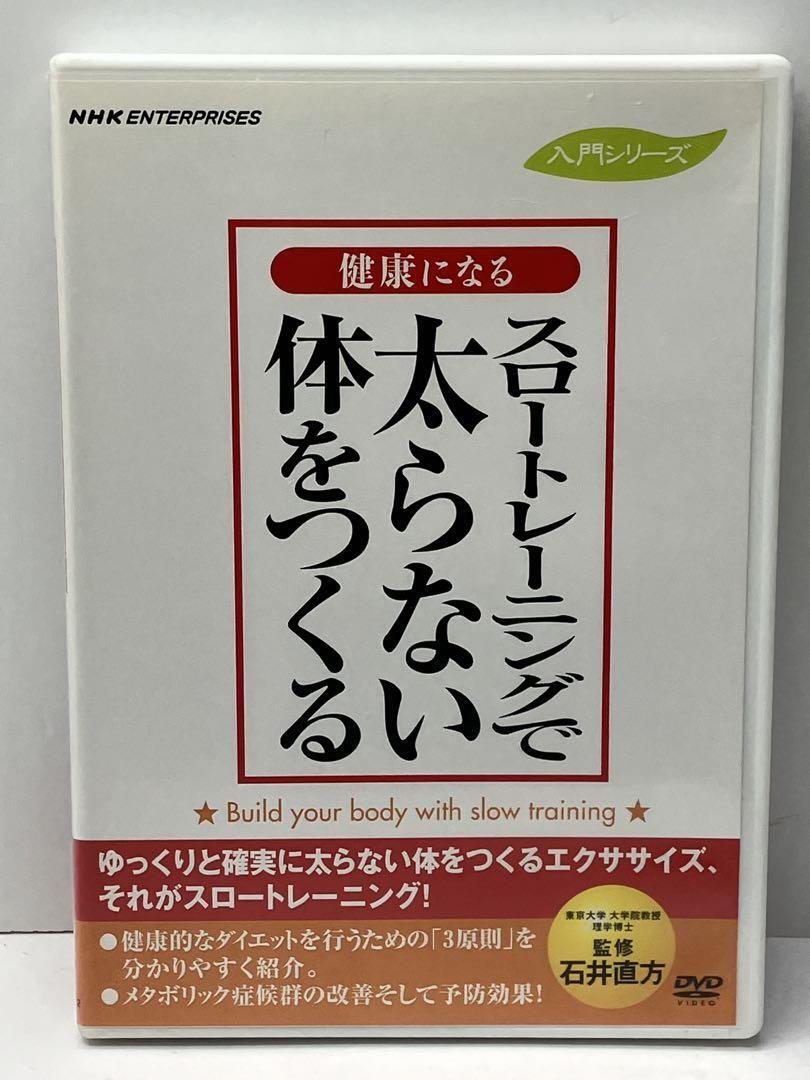 NHK ENTERPRISES
入門シリーズ
健康になる
スロートレーニングで
太らない
体をつくる
★ Build your body with slow training ★
ゆっくりと確実に太らない体をつくるエクササイズ、
それがスロートレーニング!
●健康的なダイエットを行うための「3原則」を
分かりやすく紹介。
●メタボリック症候群の改善そして予防効果!
東京大学 大学院教授
理学博士
監修
石井直方
DVD
VIDEO